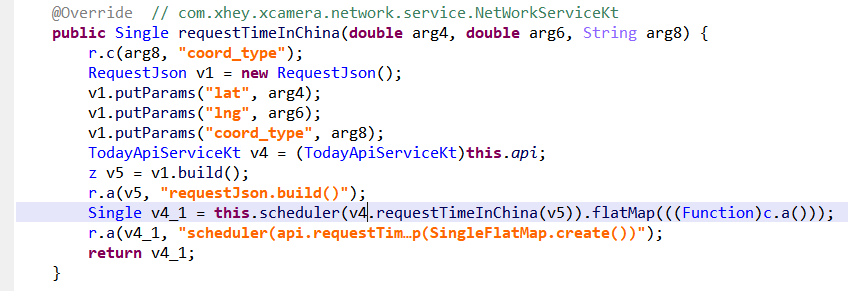 @Override  // com.xhey.xcamera.network.service.NetWorkServiceKt
public Single requestTimeInChina(double arg4, double arg6, String arg8) {
    r.c(arg8, "coord_type");
    RequestJson v1 = new RequestJson();
    v1.putParams("lat", arg4);
    v1.putParams("lng", arg6);
    v1.putParams("coord_type", arg8);
    TodayApiServiceKt v4 = (TodayApiServiceKt)this.api;
    z v5 = v1.build();
    r.a(v5, "requestJson.build()");
    Single v4_1 = this.scheduler(v4.requestTimeInChina(v5)).flatMap(((Function)c.a()));
    r.a(v4_1, "scheduler(api.requestTim…p(SingleFlatMap.create())");
    return v4_1;
}